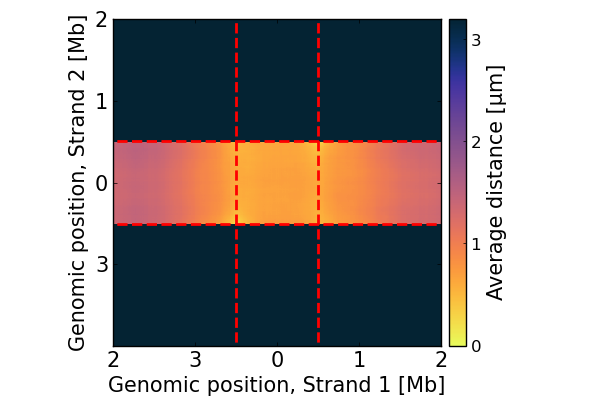 2
1
0
3
Genomic position, Strand 2 [Mb]
2 3 0 1 2
Genomic position, Strand 1 [Mb]
3
2
1
0
Average distance [μm]